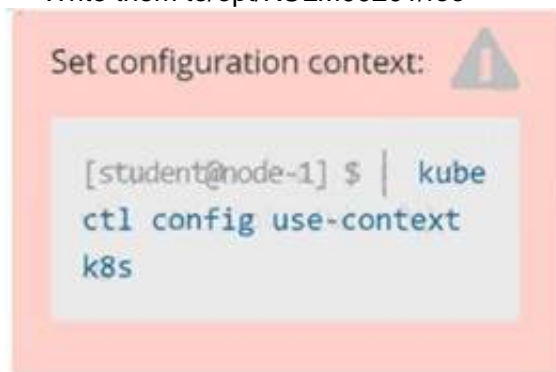 Set configuration context:
[student@node-1] $ | kube
ctl config use-context
k8s